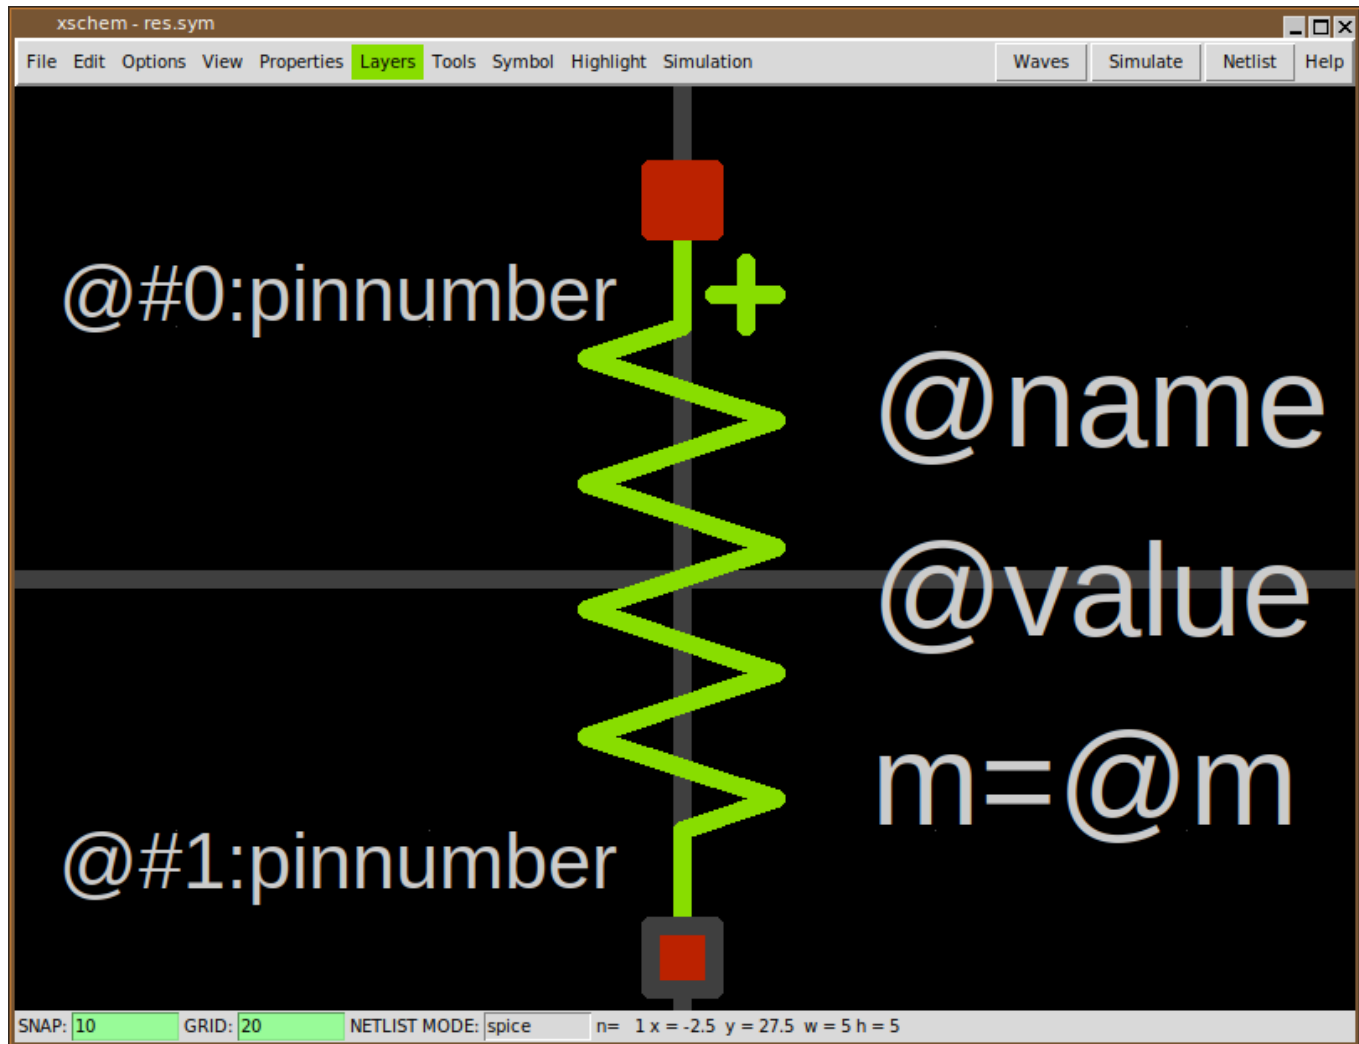 xschem - res.sym
File Edit Options View Properties Layers Tools Symbol Highlight Simulation Waves Simulate Netlist Help
@#0:pinnumber
@name
@value
m=@m
@#1:pinnumber
SNAP: 10 GRID: 20 NETLIST MODE: spice n= 1 x = -2.5 y = 27.5 w = 5 h = 5